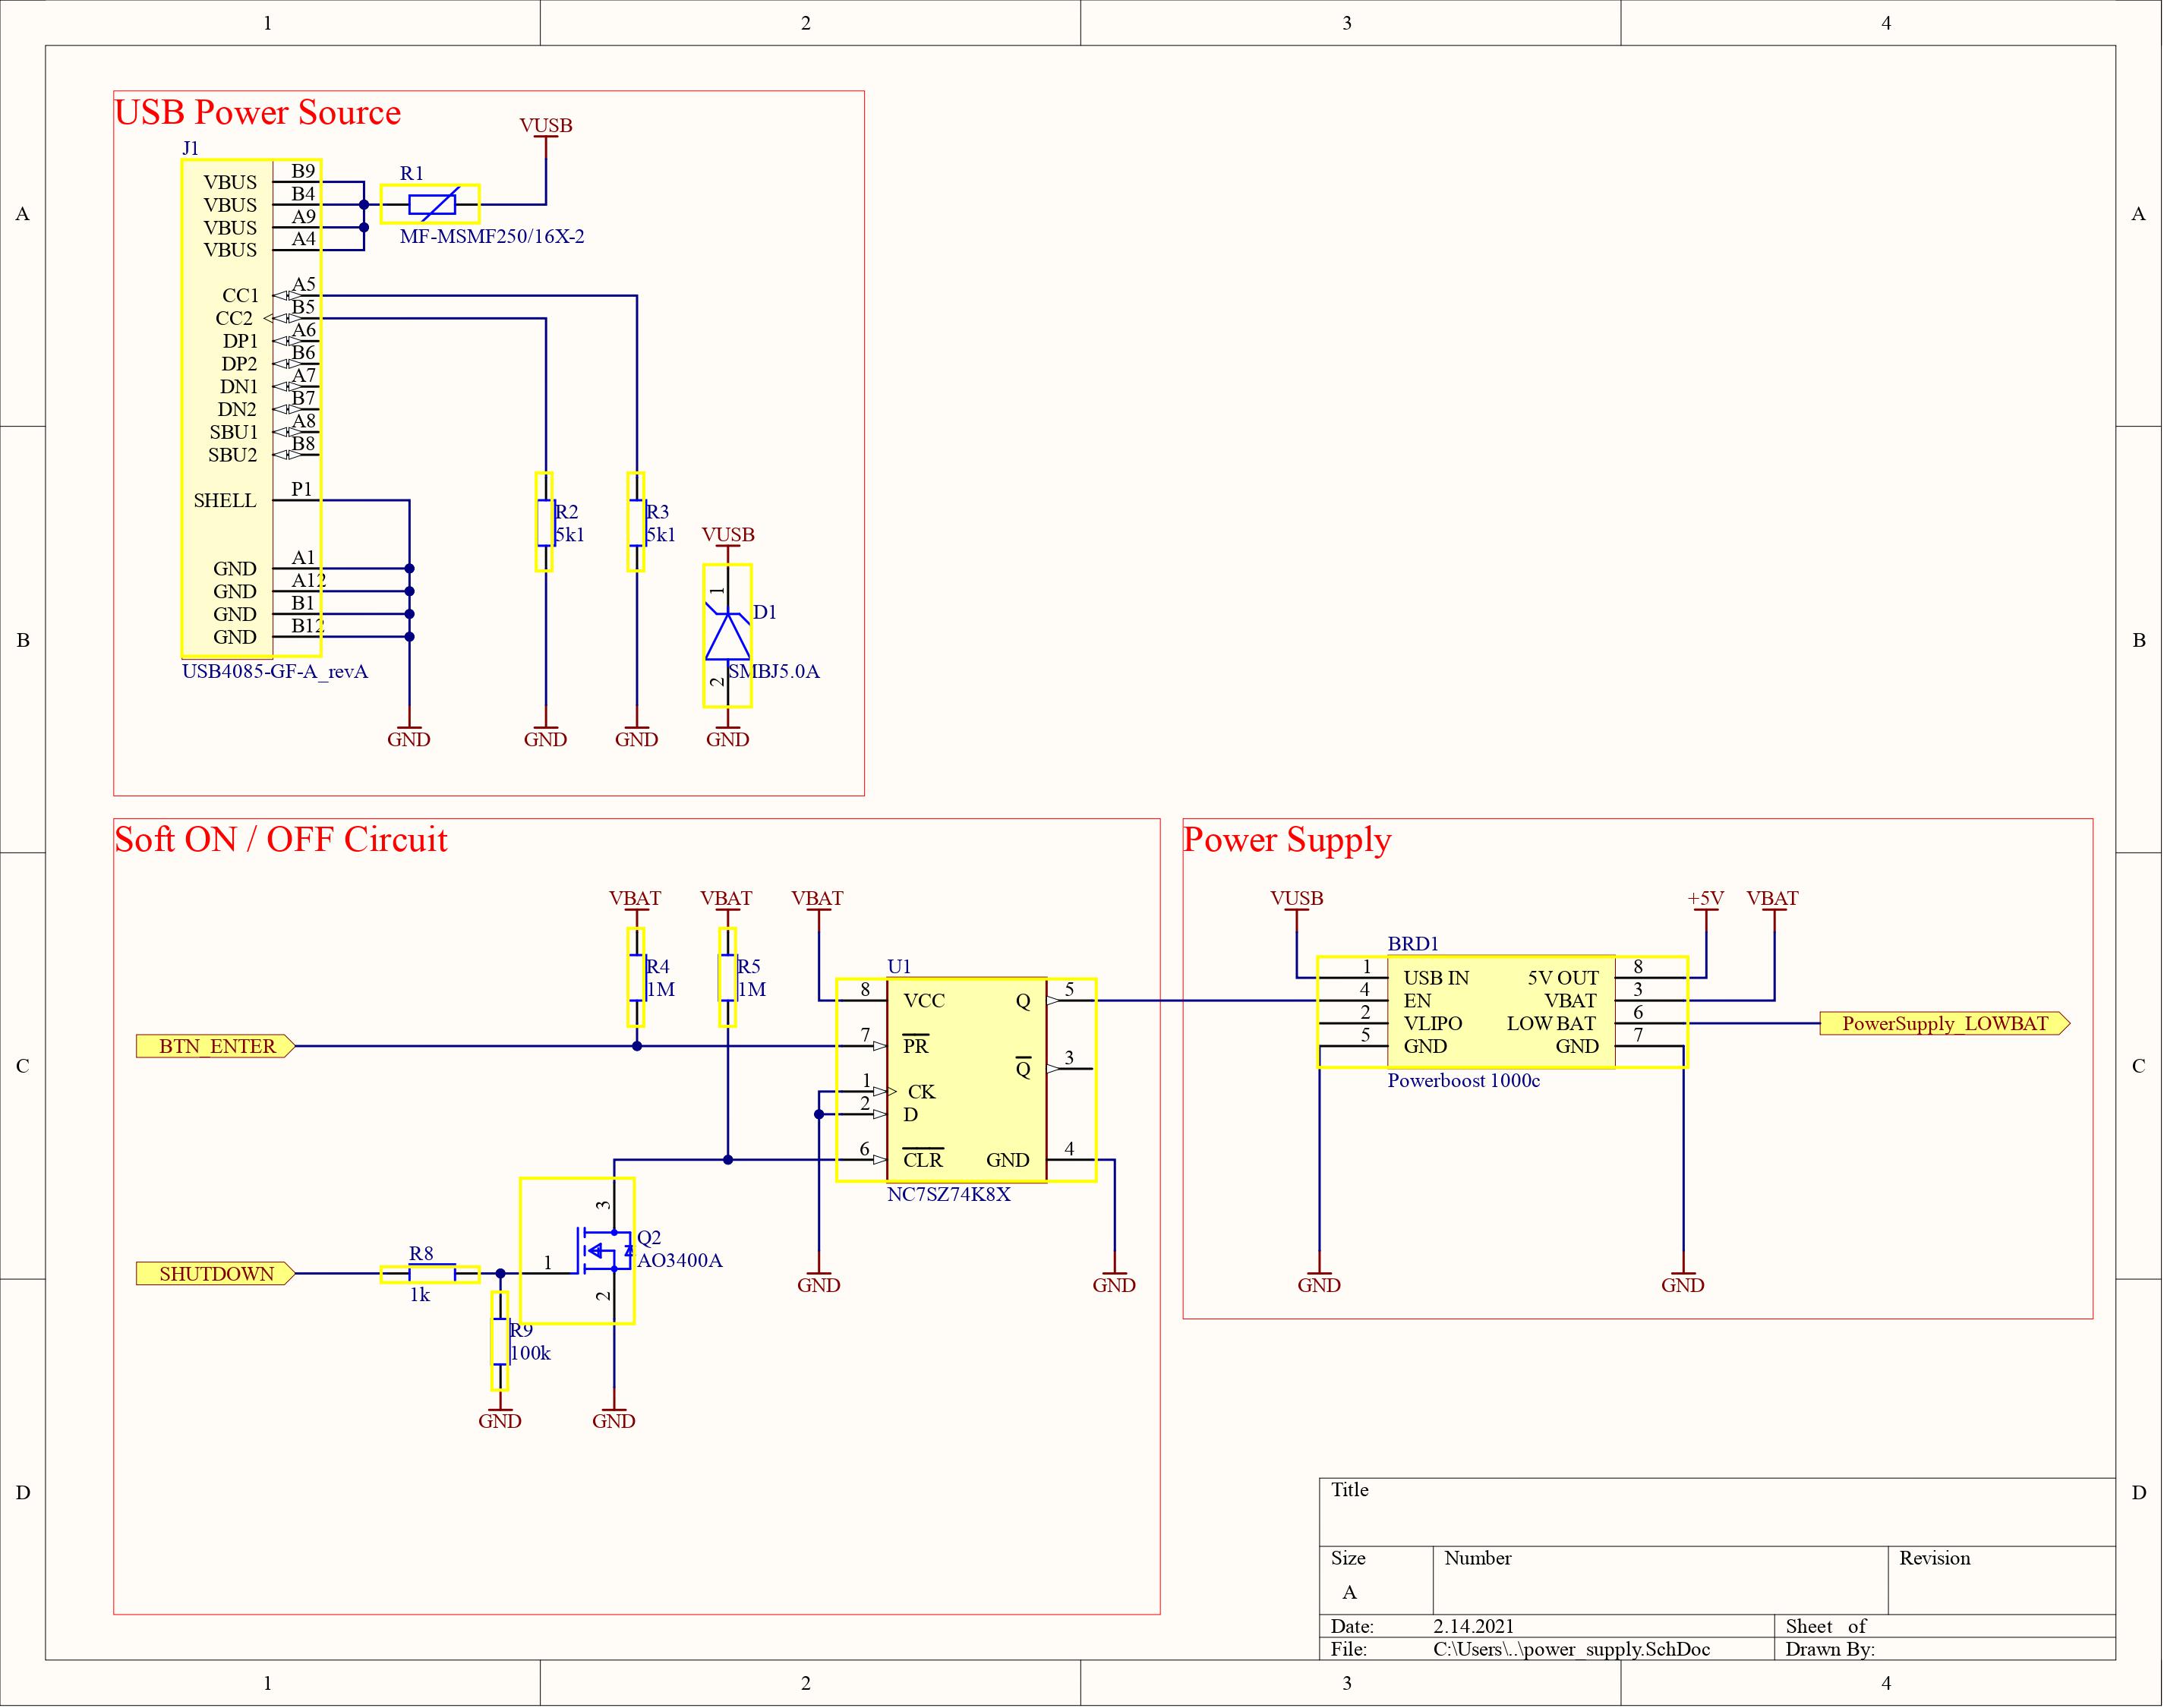 1 2 3 4
A A
B B
C C
D D
1 2 3 4
USB Power Source
J1
VBUS B9
VBUS B4
VBUS A9
VBUS A4
CC1 A5
CC2 B5
DP1 A6
DP2 B6
DN1 A7
DN2 B7
SBU1 A8
SBU2 B8
SHELL P1
GND A1
GND A12
GND B1
GND B12
USB4085-GF-A_revA
R1
MF-MSMF250/16X-2
VUSB
R2
5k1
R3
5k1
VUSB
1
D1
SMBJ5.0A
2
GND GND GND GND
Soft ON / OFF Circuit
VBAT VBAT VBAT
R4
1M
R5
1M
U1
8 VCC Q 5
7 PR
Q 3
1 CK
2 D
6 CLR GND 4
NC7SZ74K8X
BTN_ENTER
SHUTDOWN
R8
1k
R9
100k
3
1
2
Q2
AO3400A
GND GND
GND GND
Power Supply
VUSB +5V VBAT
BRD1
1 USB IN 5V OUT 8
4 EN VBAT 3
2 VLIPO LOW BAT 6
5 GND GND 7
Powerboost 1000c
PowerSupply_LOWBAT
GND GND
Title
Size Number Revision
A
Date: 2.14.2021 Sheet of
File: C:\Users\..\power_supply.SchDoc Drawn By: